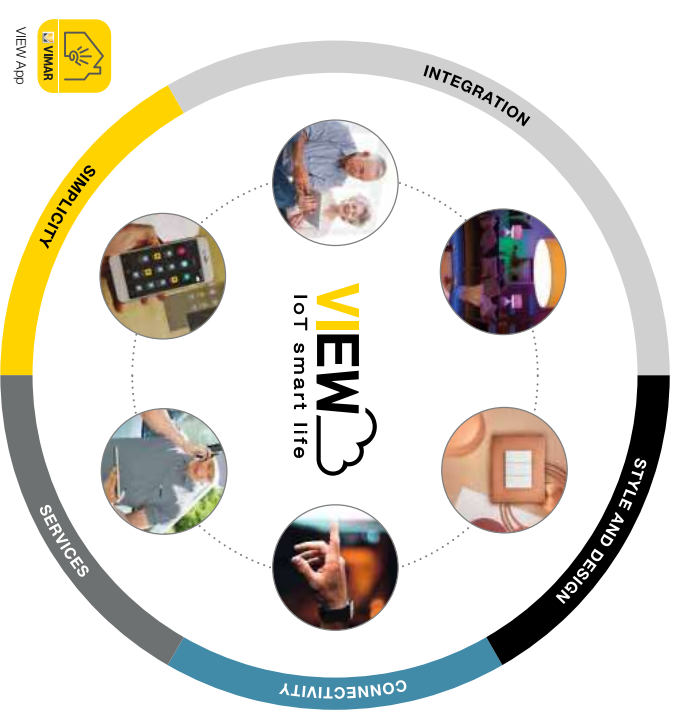 VIMAR
VIEW App
INTEGRATION
SIMPLICITY
VIEW
IoT smart life
STYLE AND DESIGN
SERVICES
CONNECTIVITY